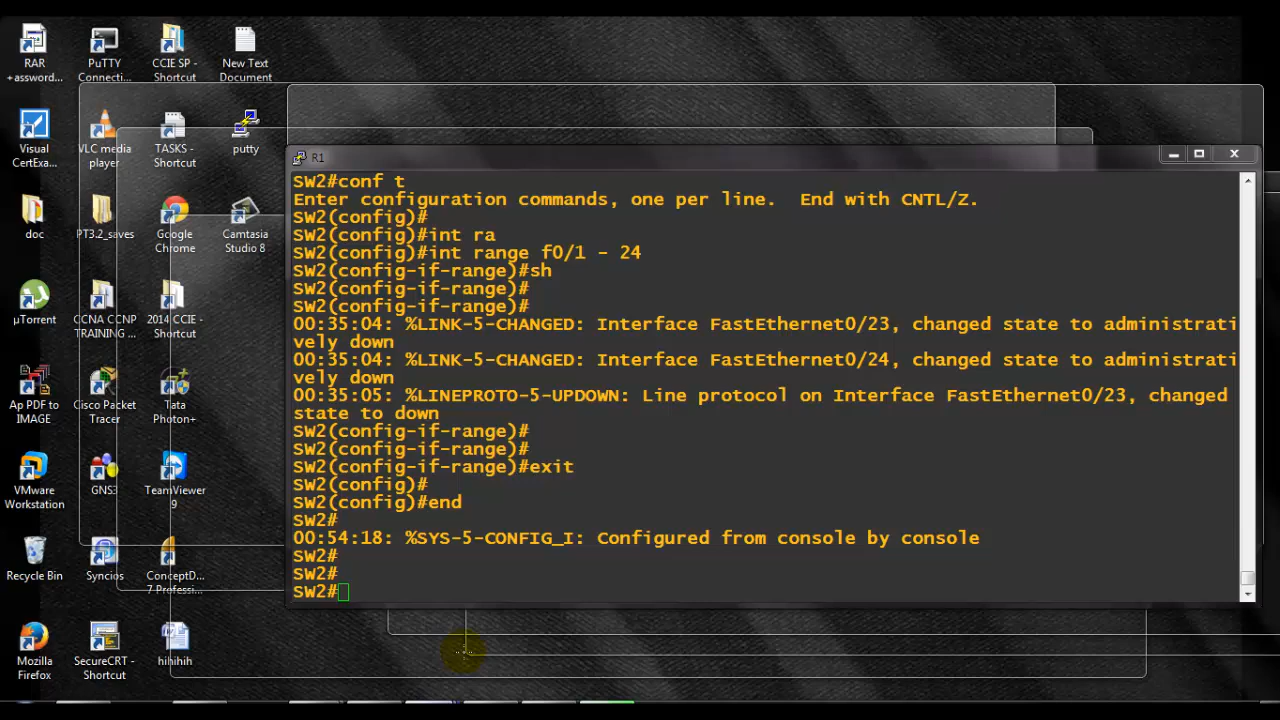 RAR
+assword...
PuTTY
Connecti...
CCIE SP -
Shortcut
New Text
Document
Visual
CertExa...
VLC media
player
TASKS -
Shortcut
putty
doc
PT3.2_saves
Google
Chrome
Camtasia
Studio 8
µTorrent
CCNA CCNP
TRAINING ...
2014 CCIE -
Shortcut
Ap PDF to
IMAGE
Cisco Packet
Tracer
Tata
Photon+
VMware
Workstation
GNS3
TeamViewer
9
Recycle Bin
Syncios
ConceptD...
7 Professi...
Mozilla
Firefox
SecureCRT -
Shortcut
hihihih
R1
SW2#conf t
Enter configuration commands, one per line.  End with CNTL/Z.
SW2(config)#
SW2(config)#int ra
SW2(config)#int range f0/1 - 24
SW2(config-if-range)#sh
SW2(config-if-range)#
SW2(config-if-range)#
00:35:04: %LINK-5-CHANGED: Interface FastEthernet0/23, changed state to administrati
vely down
00:35:04: %LINK-5-CHANGED: Interface FastEthernet0/24, changed state to administrati
vely down
00:35:05: %LINEPROTO-5-UPDOWN: Line protocol on Interface FastEthernet0/23, changed
state to down
SW2(config-if-range)#
SW2(config-if-range)#
SW2(config-if-range)#exit
SW2(config)#
SW2(config)#end
SW2#
00:54:18: %SYS-5-CONFIG_I: Configured from console by console
SW2#
SW2#
SW2#